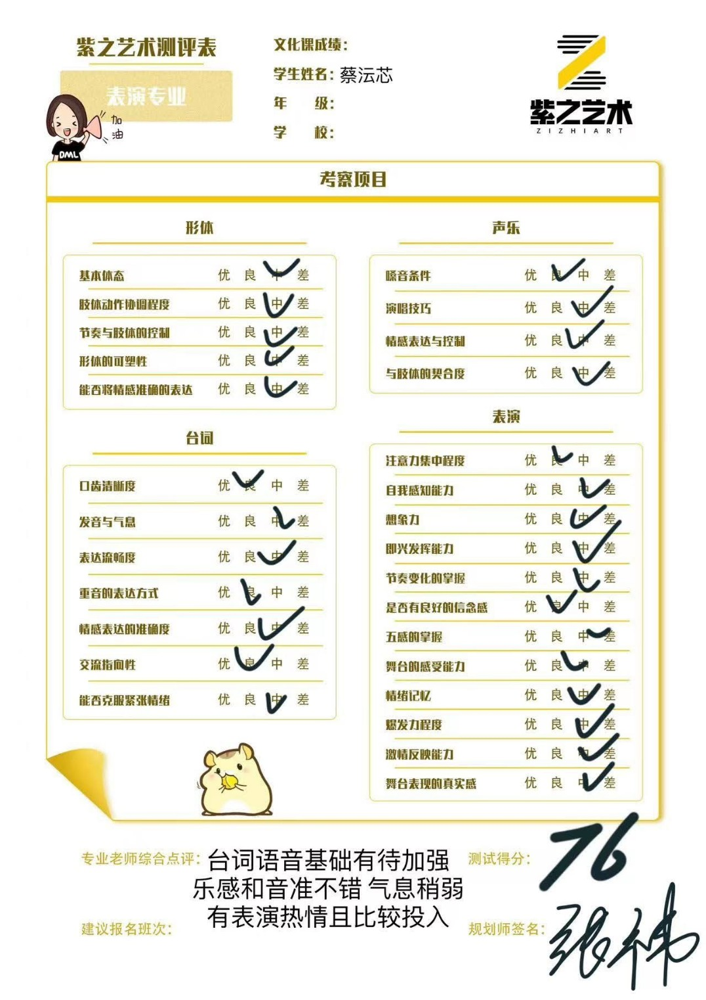 紫之艺术测评表
表演专业
加
油
DML
文化课成绩：
学生姓名：蔡沄芯
年 级：
学 校：
紫之艺术
ZIZHIART
考察项目
形体
基本体态 优 良 中 差
肢体动作协调程度 优 良 中 差
节奏与肢体的控制 优 良 中 差
形体的可塑性 优 良 中 差
能否将情感准确的表达 优 良 中 差
台词
口齿清晰度 优 良 中 差
发音与气息 优 良 中 差
表达流畅度 优 良 中 差
重音的表达方式 优 良 中 差
情感表达的准确度 优 良 中 差
交流指向性 优 良 中 差
能否克服紧张情绪 优 良 中 差
声乐
嗓音条件 优 良 中 差
演唱技巧 优 良 中 差
情感表达与控制 优 良 中 差
与肢体的契合度 优 良 中 差
表演
注意力集中程度 优 良 中 差
自我感知能力 优 良 中 差
想象力 优 良 中 差
即兴发挥能力 优 良 中 差
节奏变化的掌握 优 良 中 差
是否有良好的信念感 优 良 中 差
五感的掌握 优 良 中 差
舞台的感受能力 优 良 中 差
情绪记忆 优 良 中 差
爆发力程度 优 良 中 差
激情反映能力 优 良 中 差
舞台表现的真实感 优 良 中 差
专业老师综合点评：台词语音基础有待加强
乐感和音准不错 气息稍弱
有表演热情且比较投入
建议报名班次：
测试得分：76
规划师签名：张祎